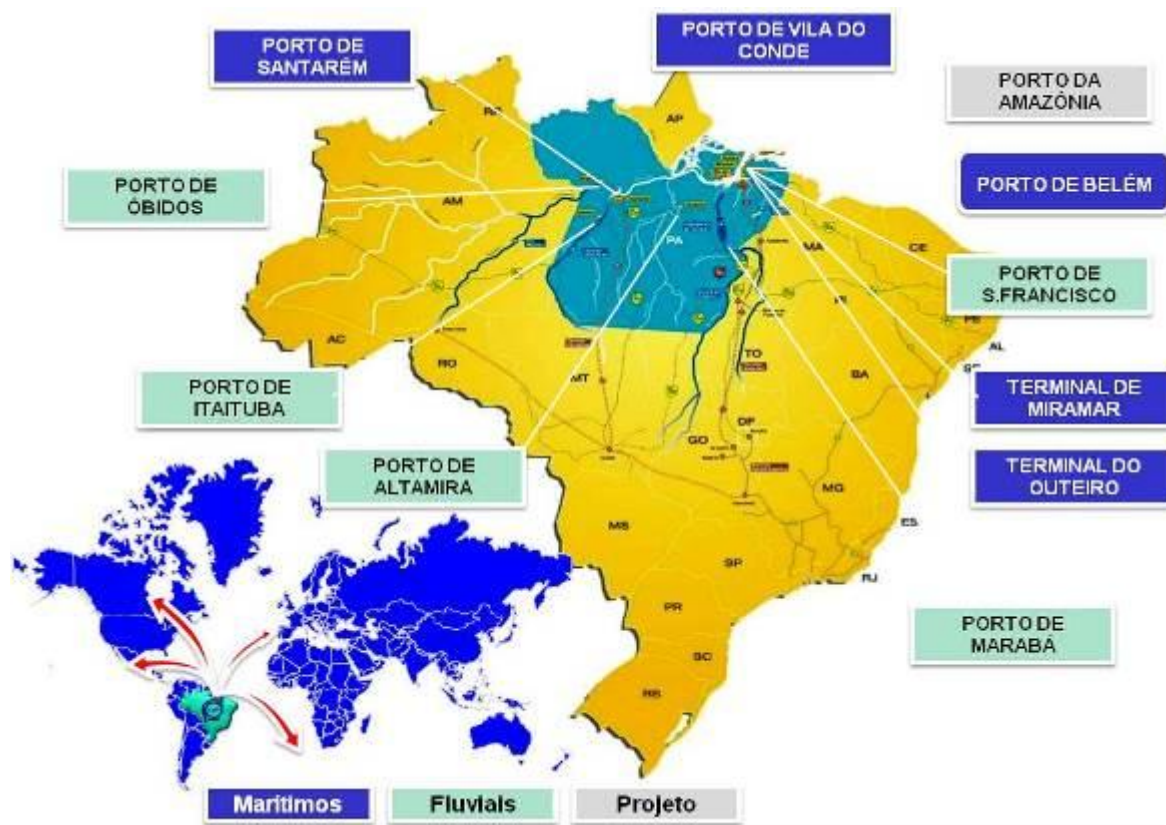 PORTO DE
SANTARÉM
PORTO DE VILA DO
CONDE
PORTO DA
AMAZÔNIA
PORTO DE
ÓBIDOS
PORTO DE BELÉM
PORTO DE
S.FRANCISCO
PORTO DE
ITAITUBA
TERMINAL DE
MIRAMAR
PORTO DE
ALTAMIRA
TERMINAL DO
OUTEIRO
PORTO DE
MARABÁ
AP
AM
PA
MA
CE
AC
RO
MT
TO
BA
AL
GO
DF
MG
ES
MS
SP
RJ
PR
SC
RS
Marítimos
Fluviais
Projeto